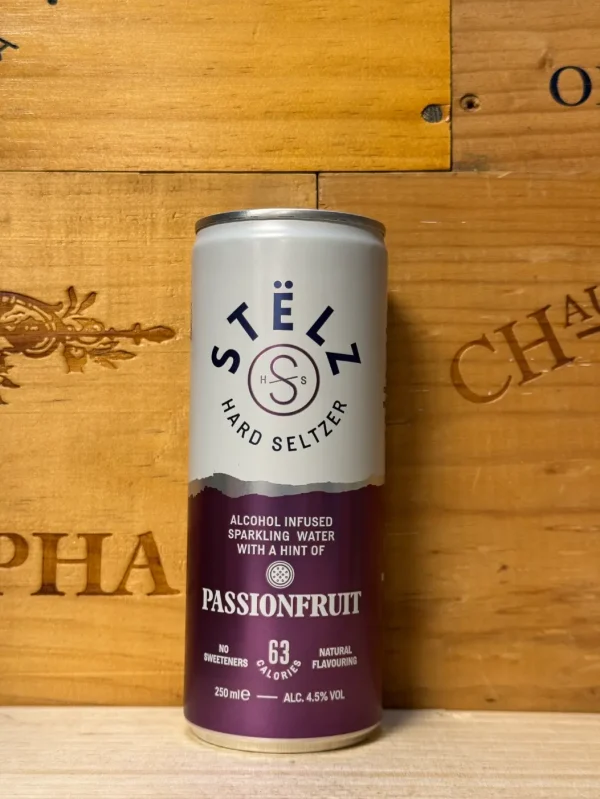 STËLZ
H S S
HARD SELTZER
ALCOHOL INFUSED
SPARKLING WATER
WITH A HINT OF
PASSIONFRUIT
NO
SWEETENERS
63
CALORIES
NATURAL
FLAVOURING
250 ml℮ — ALC. 4.5% VOL
PHA